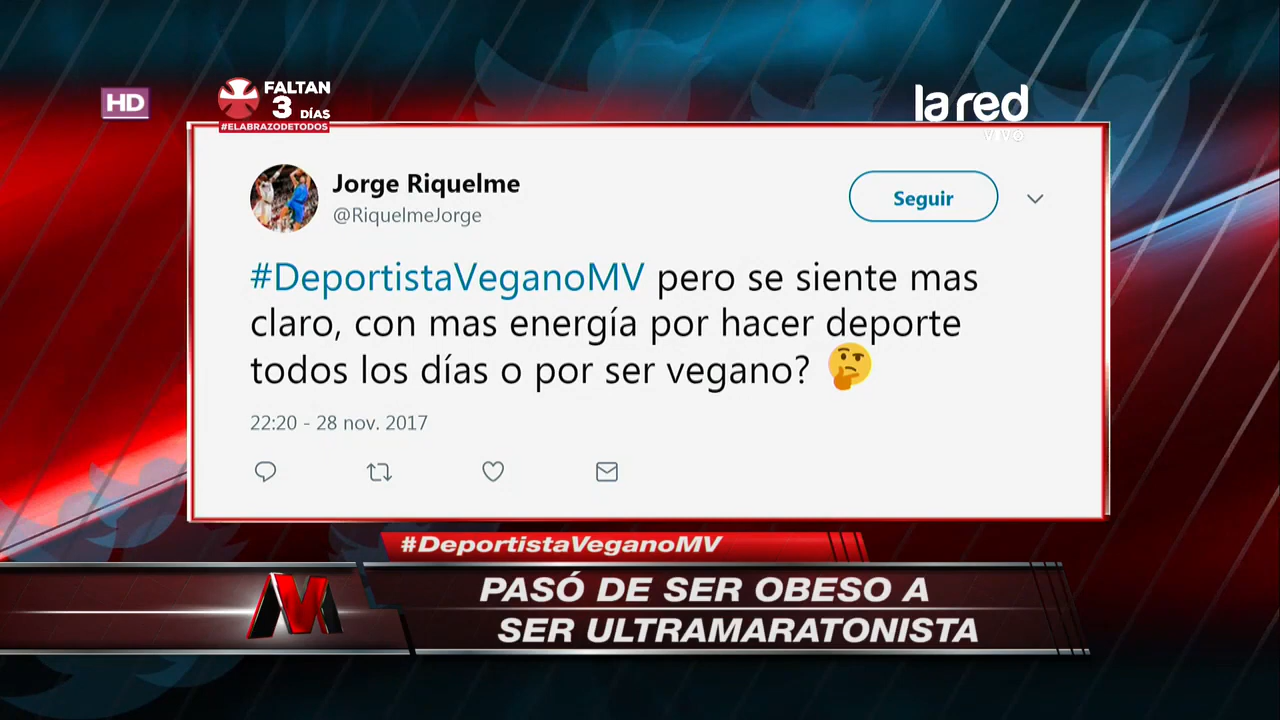 HD
FALTAN
3 DÍAS
#ELABRAZODETODOS
la red
VIVO
Jorge Riquelme
@RiquelmeJorge
Seguir
#DeportistaVeganoMV pero se siente mas
claro, con mas energía por hacer deporte
todos los días o por ser vegano? 🤔
22:20 - 28 nov. 2017
#DeportistaVeganoMV
MV
PASÓ DE SER OBESO A
SER ULTRAMARATONISTA